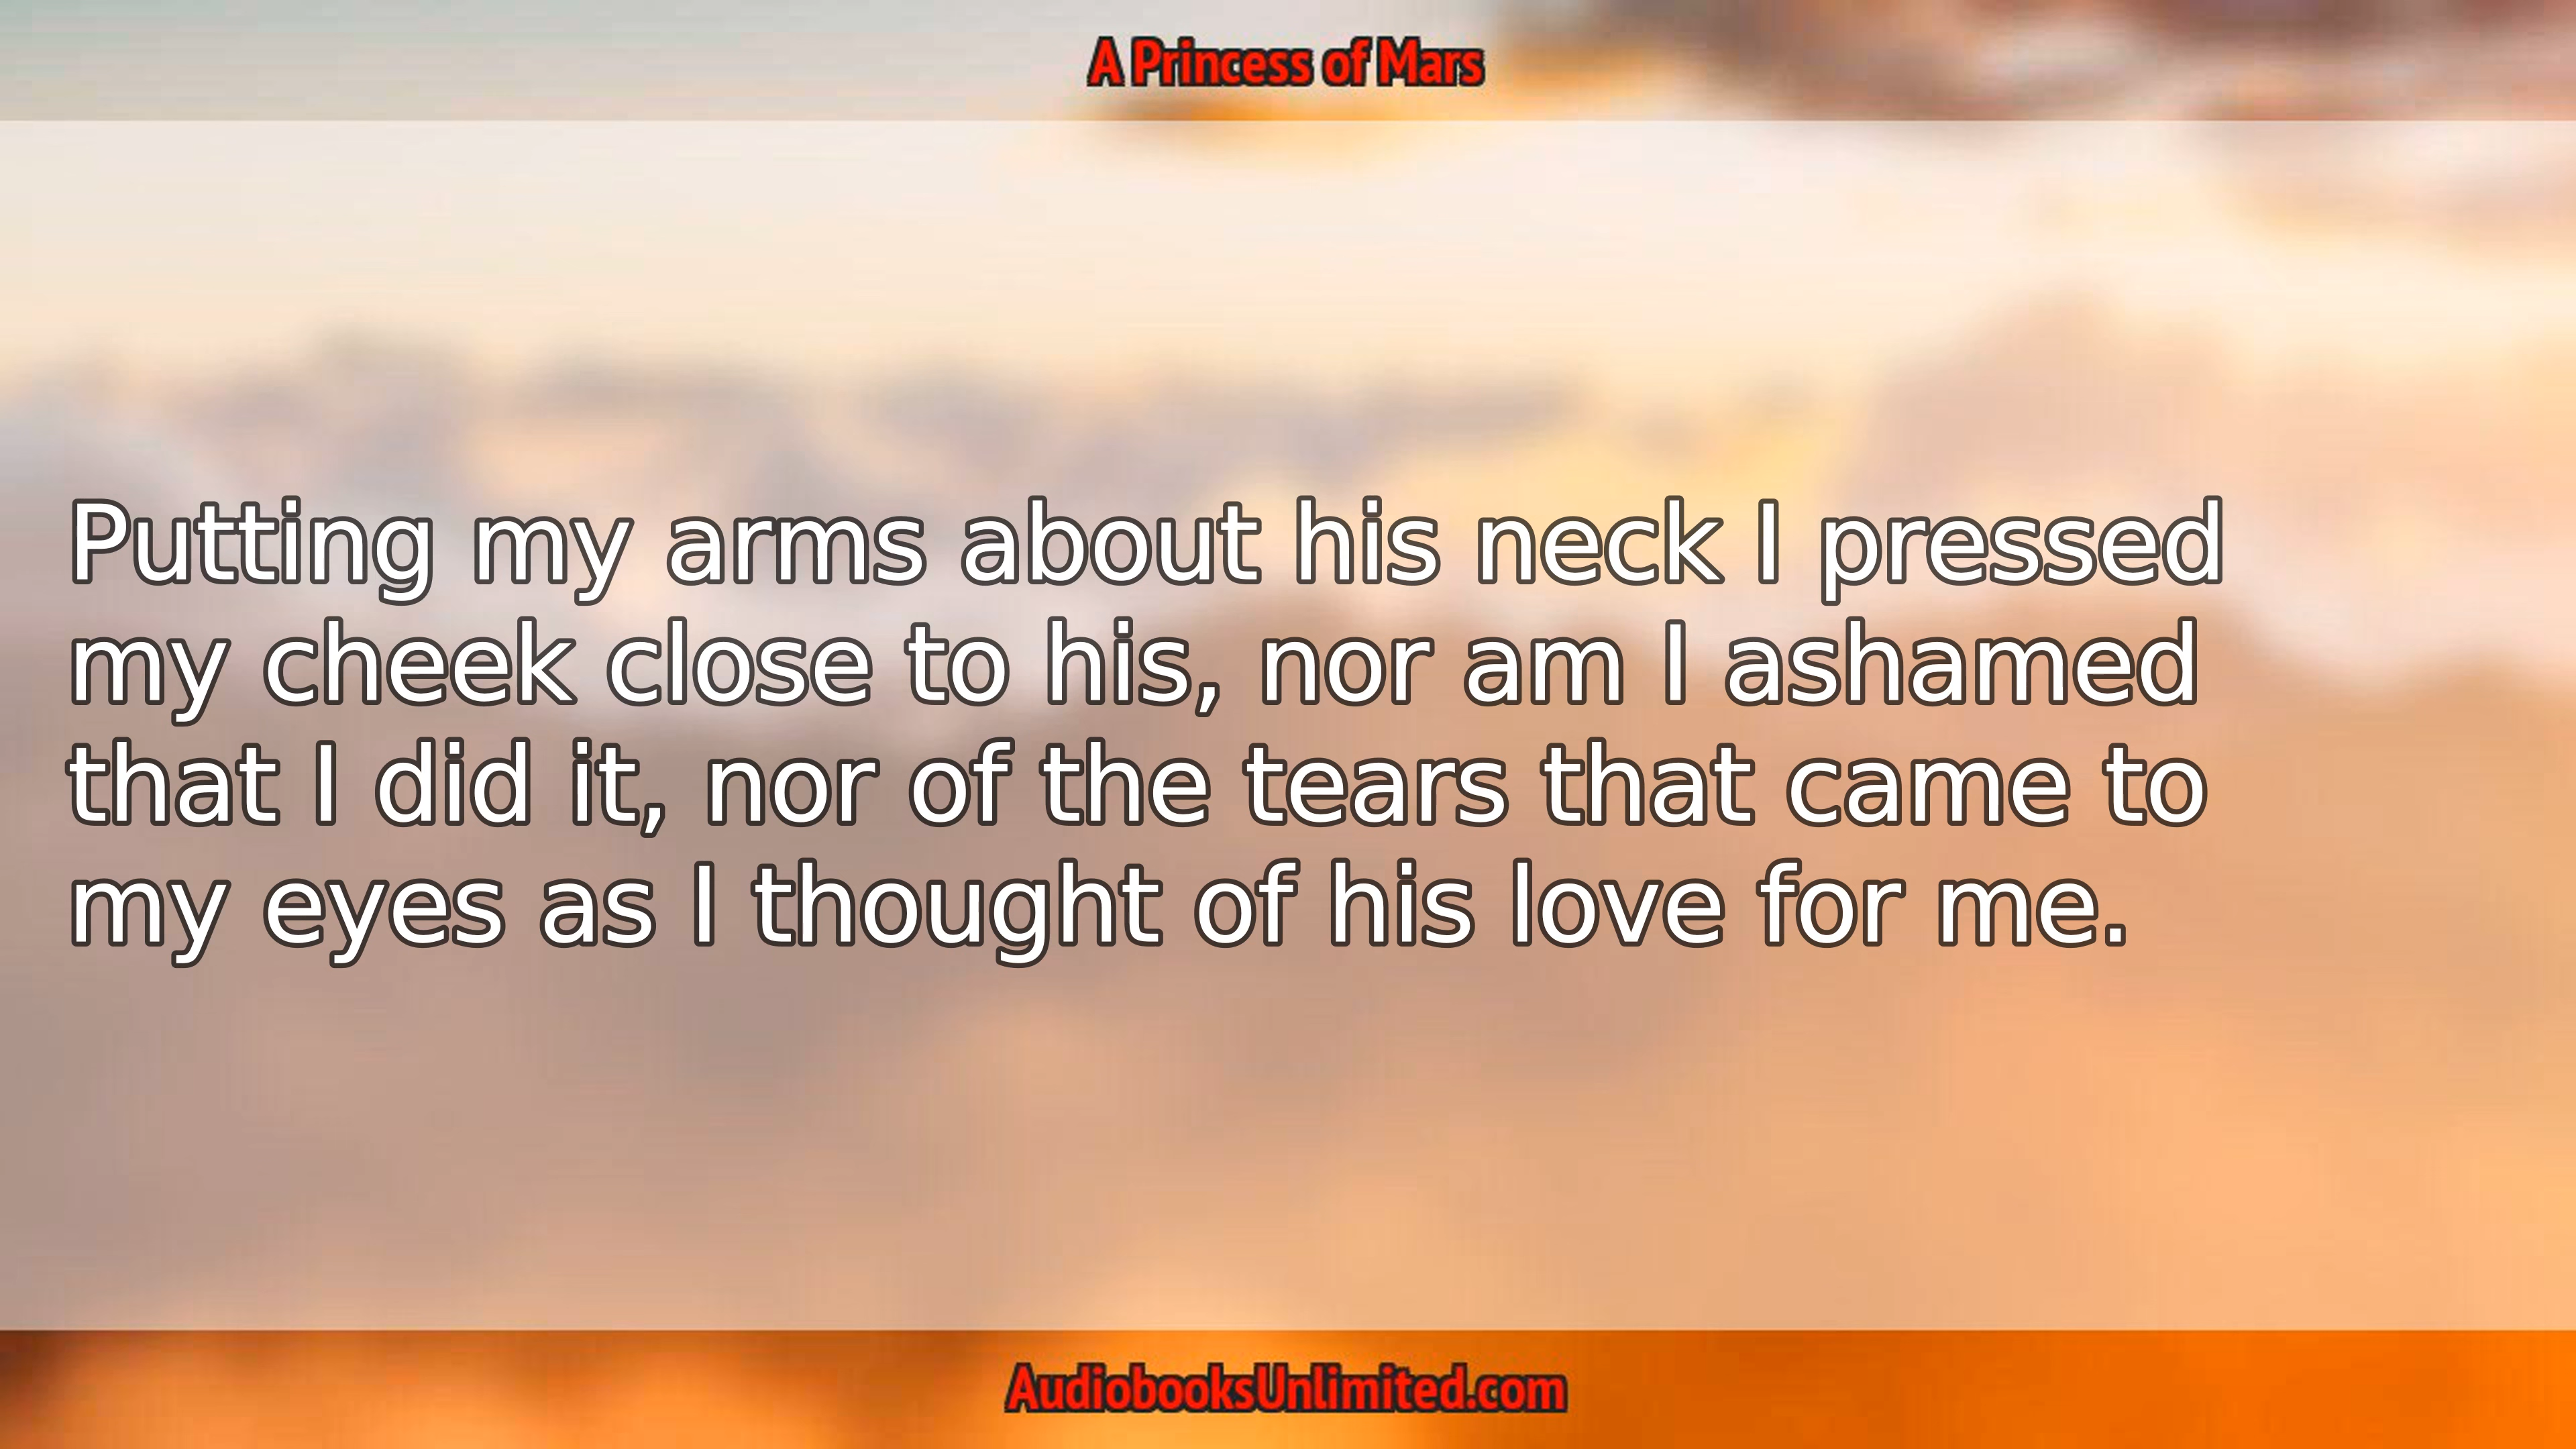 A Princess of Mars
Putting my arms about his neck I pressed
my cheek close to his, nor am I ashamed
that I did it, nor of the tears that came to
my eyes as I thought of his love for me.
AudiobooksUnlimited.com